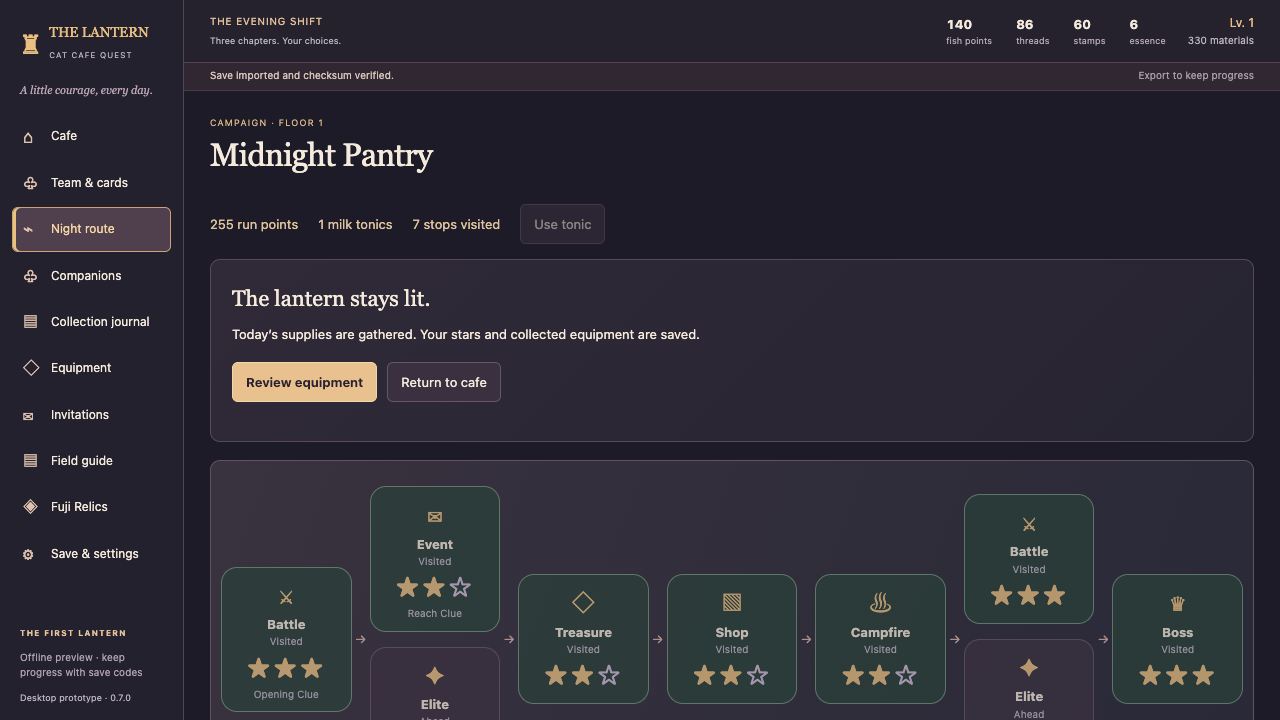 THE LANTERN
CAT CAFE QUEST
A little courage, every day.
Cafe
Team & cards
Night route
Companions
Collection journal
Equipment
Invitations
Field guide
Fuji Relics
Save & settings
THE FIRST LANTERN
Offline preview · keep
progress with save codes
Desktop prototype · 0.7.0
THE EVENING SHIFT
Three chapters. Your choices.
140
fish points
86
threads
60
stamps
6
essence
Lv. 1
330 materials
Save imported and checksum verified.
Export to keep progress
CAMPAIGN · FLOOR 1
Midnight Pantry
255 run points
1 milk tonics
7 stops visited
Use tonic
The lantern stays lit.
Today's supplies are gathered. Your stars and collected equipment are saved.
Review equipment
Return to cafe
Battle
Visited
Opening Clue
Event
Visited
Reach Clue
Elite
Ahead
Treasure
Visited
Shop
Visited
Campfire
Visited
Battle
Visited
Elite
Ahead
Boss
Visited